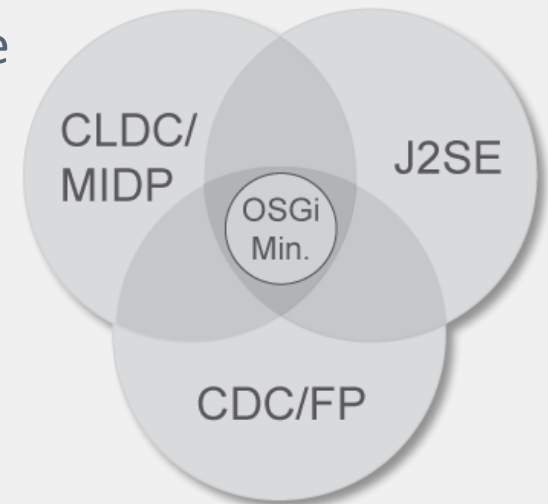 e
CLDC/
MIDP
J2SE
OSGi
Min.
CDC/FP